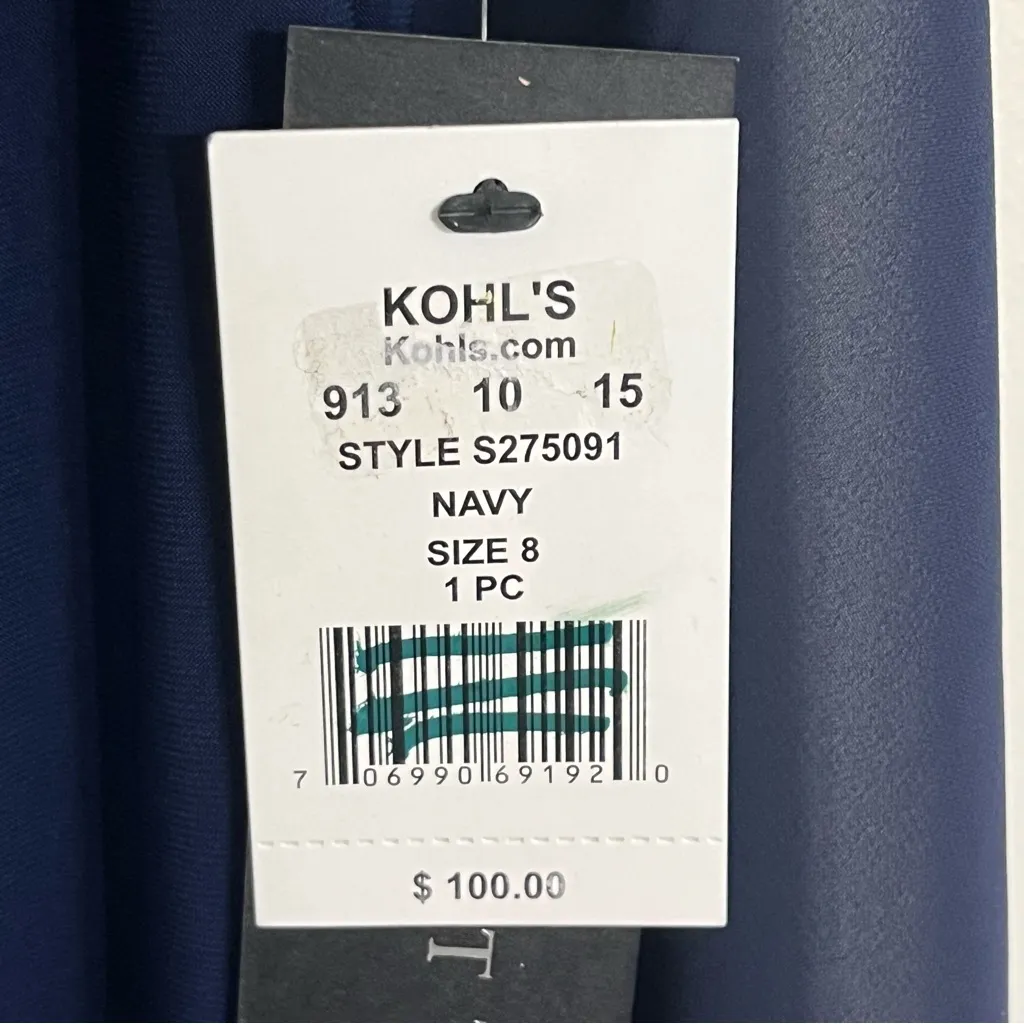 KOHL'S
Kohls.com
913 10 15
STYLE S275091
NAVY
SIZE 8
1 PC
7 06990 69192 0
$ 100.00
T